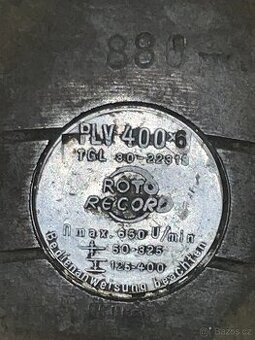 880
PLV 400×6
TGL 30-22315
ROTO
RECORD
n max. 650 U/min
50-325
125-400
Bedienanweisung beachten
Bazos.cz